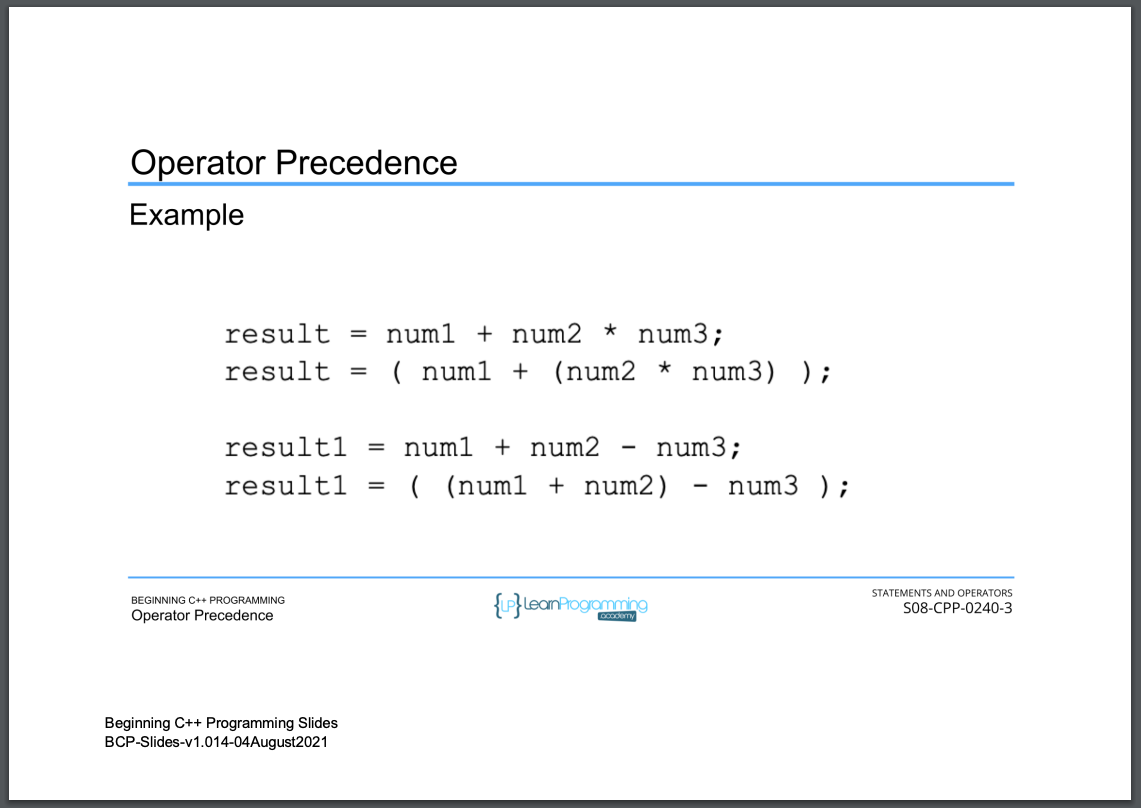 Operator Precedence
Example
result = num1 + num2 * num3;
result = ( num1 + (num2 * num3) );
result1 = num1 + num2 - num3;
result1 = ( (num1 + num2) - num3 );
BEGINNING C++ PROGRAMMING
Operator Precedence
{LP} LearnProgramming
academy
STATEMENTS AND OPERATORS
S08-CPP-0240-3
Beginning C++ Programming Slides
BCP-Slides-v1.014-04August2021